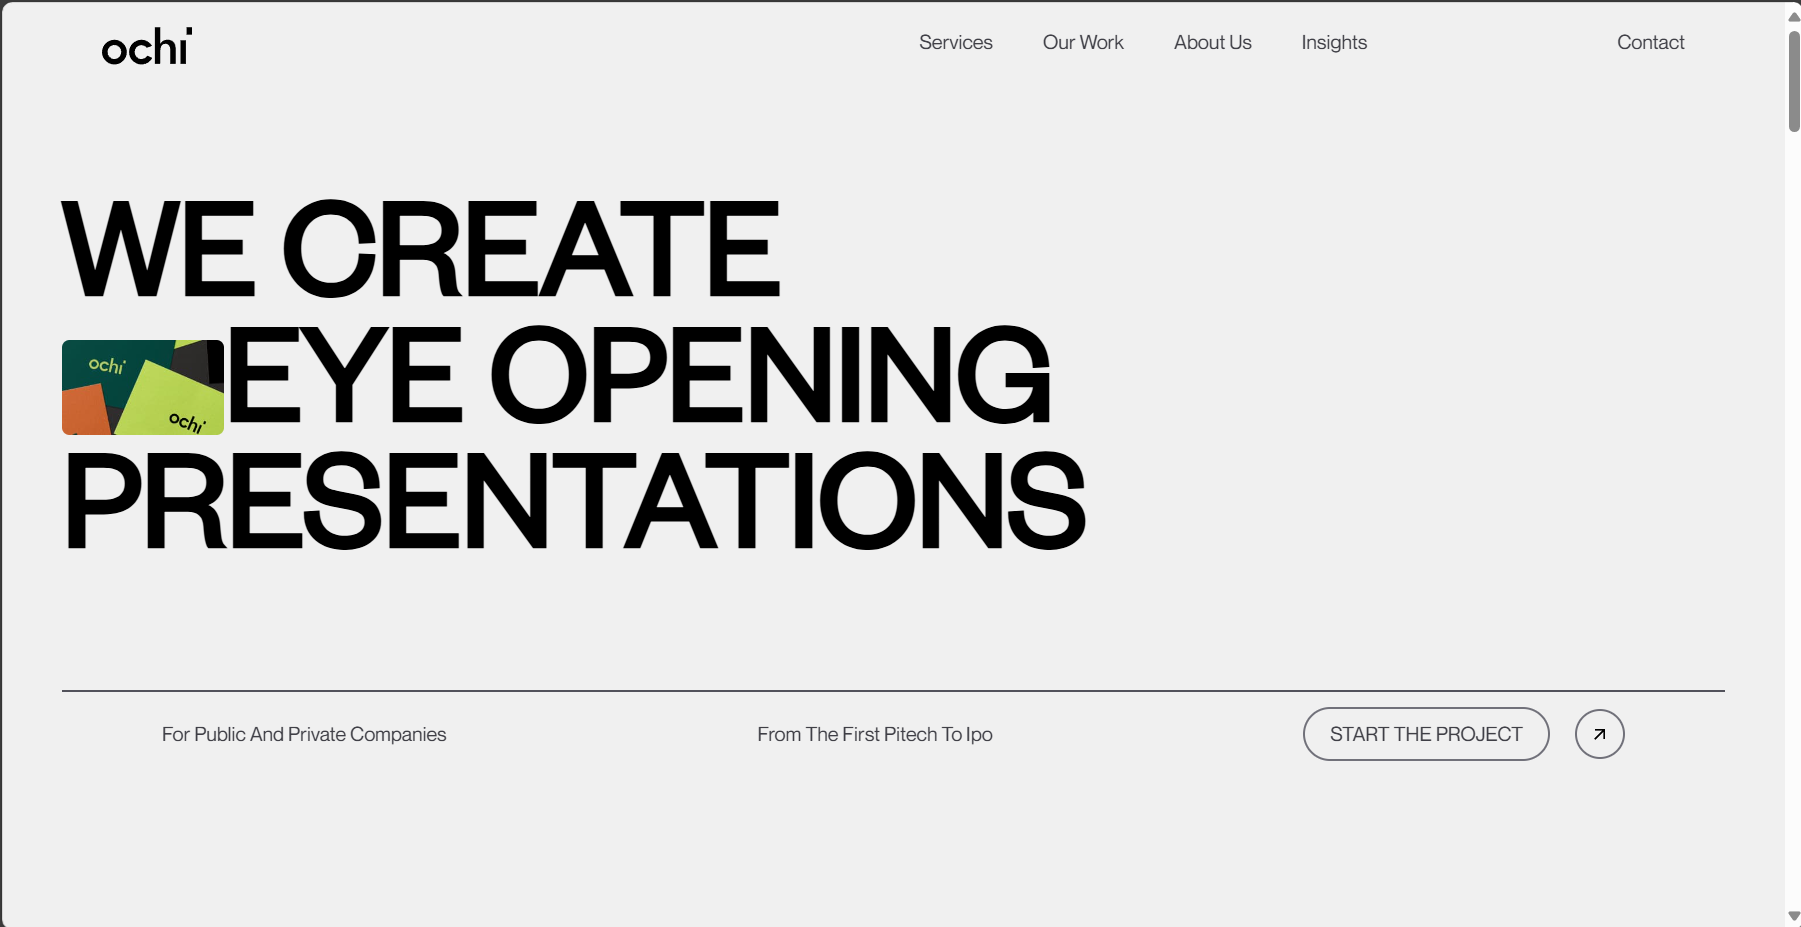 ochi
Services Our Work About Us Insights Contact
WE CREATE
ochi
ochi
EYE OPENING
PRESENTATIONS
For Public And Private Companies From The First Pitech To Ipo START THE PROJECT